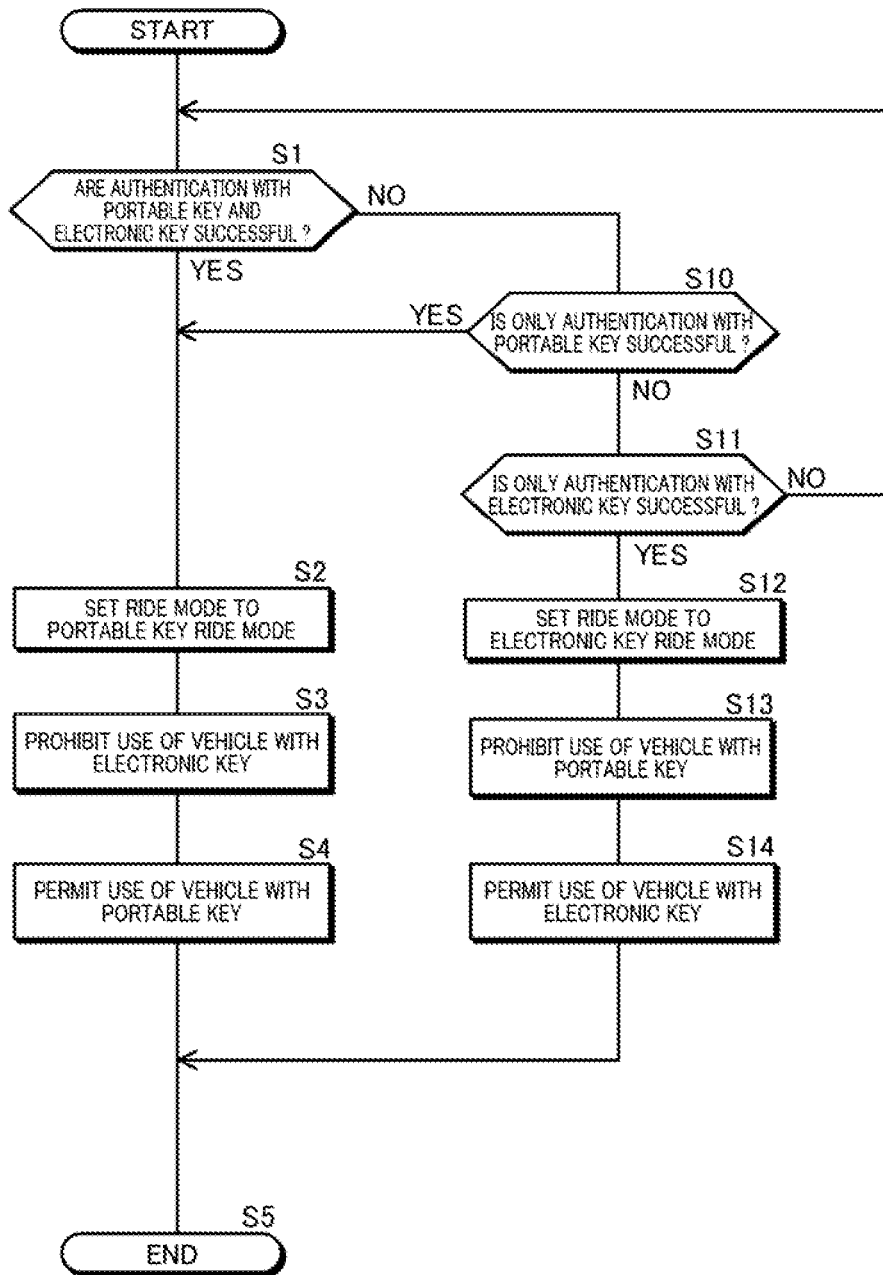 START
S1
ARE AUTHENTICATION WITH
PORTABLE KEY AND
ELECTRONIC KEY SUCCESSFUL ?
NO
YES
S10
YES
IS ONLY AUTHENTICATION WITH
PORTABLE KEY SUCCESSFUL ?
NO
S11
IS ONLY AUTHENTICATION WITH
ELECTRONIC KEY SUCCESSFUL ?
NO
YES
S2
SET RIDE MODE TO
PORTABLE KEY RIDE MODE
S12
SET RIDE MODE TO
ELECTRONIC KEY RIDE MODE
S3
PROHIBIT USE OF VEHICLE WITH
ELECTRONIC KEY
S13
PROHIBIT USE OF VEHICLE WITH
PORTABLE KEY
S4
PERMIT USE OF VEHICLE WITH
PORTABLE KEY
S14
PERMIT USE OF VEHICLE WITH
ELECTRONIC KEY
S5
END